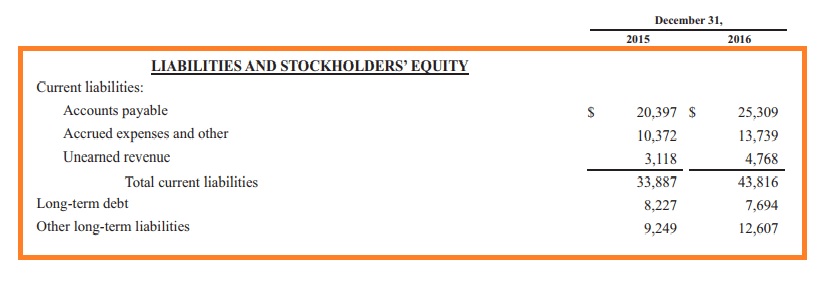 December 31,
2015 2016
LIABILITIES AND STOCKHOLDERS’ EQUITY
Current liabilities:
Accounts payable $ 20,397 $ 25,309
Accrued expenses and other 10,372 13,739
Unearned revenue 3,118 4,768
Total current liabilities 33,887 43,816
Long-term debt 8,227 7,694
Other long-term liabilities 9,249 12,607